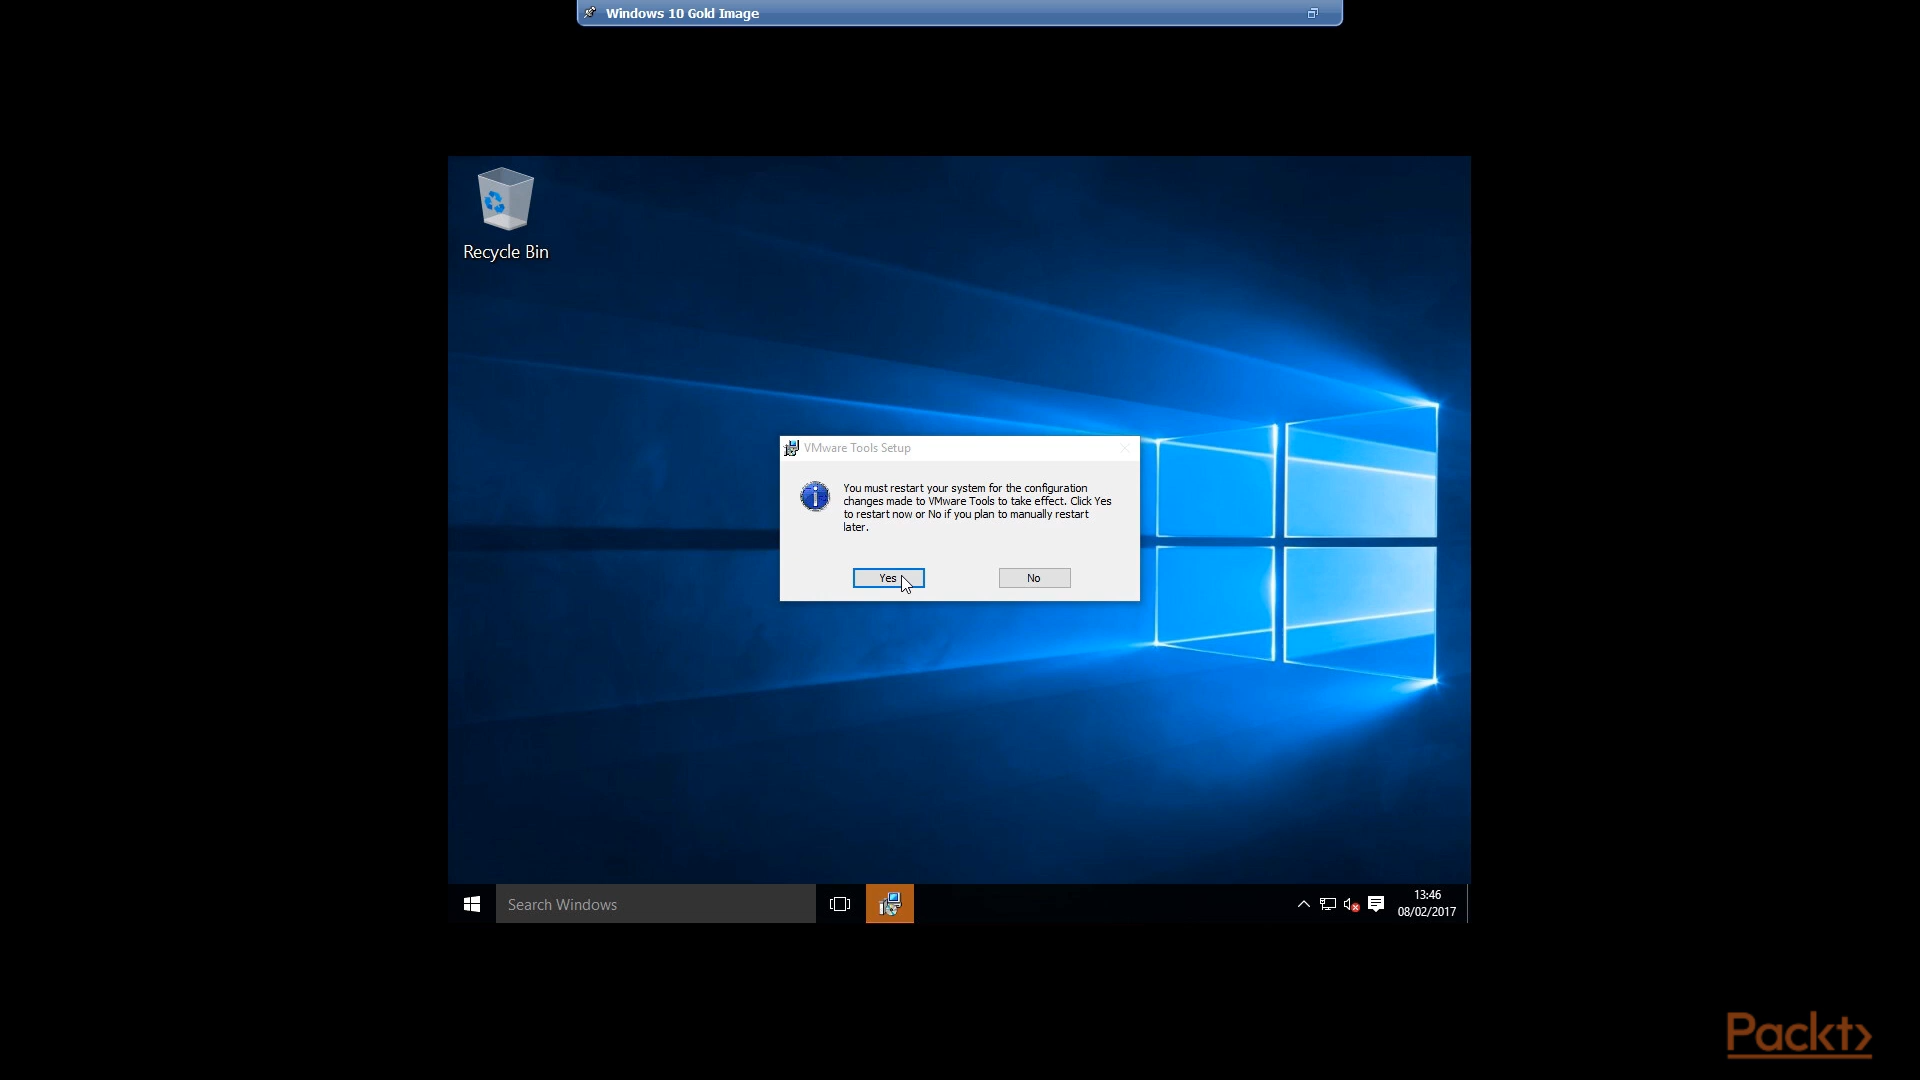 Windows 10 Gold Image
Recycle Bin
VMware Tools Setup
You must restart your system for the configuration
changes made to VMware Tools to take effect. Click Yes
to restart now or No if you plan to manually restart
later.
Yes
No
Search Windows
13:46
08/02/2017
Packt